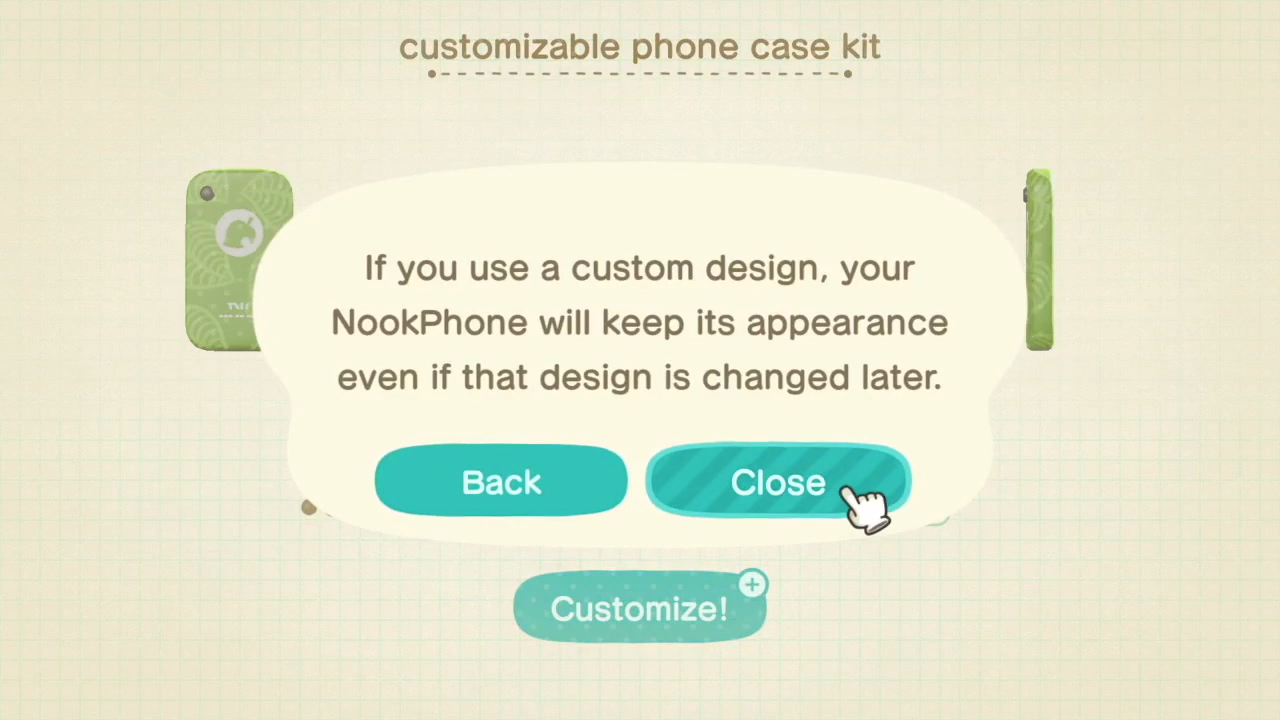 customizable phone case kit
If you use a custom design, your
NookPhone will keep its appearance
even if that design is changed later.
Back
Close
Customize!